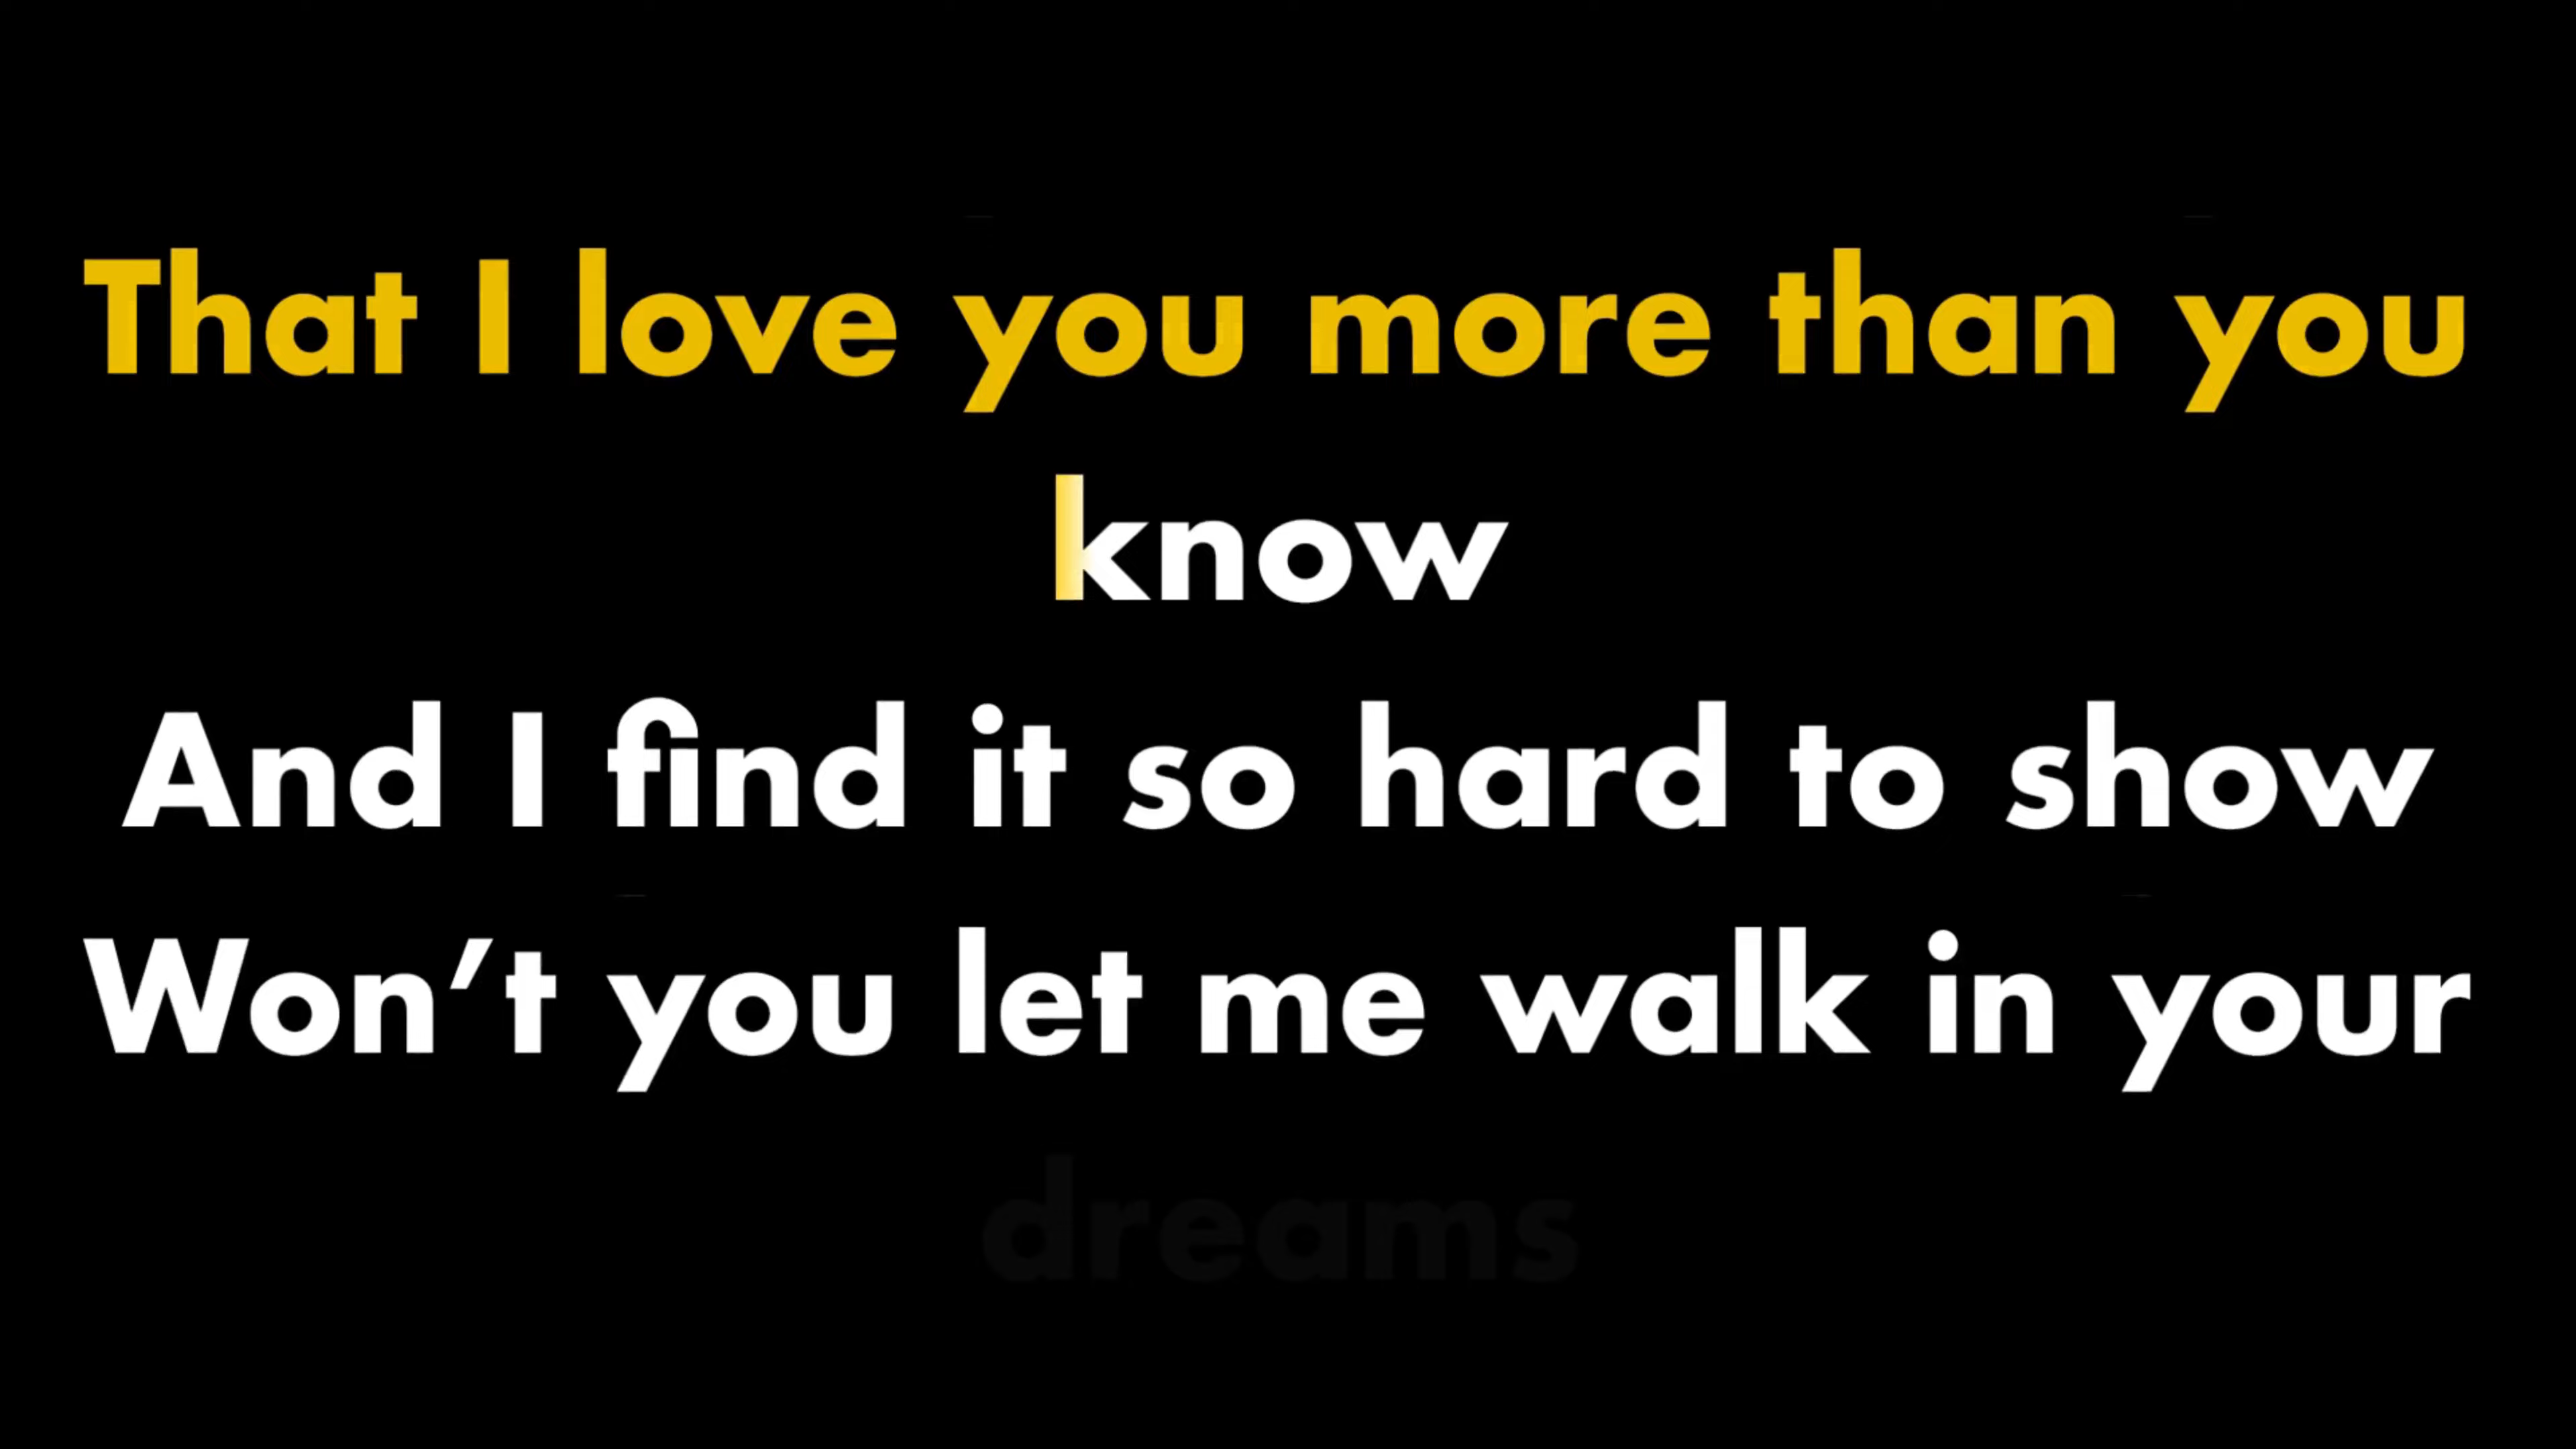 That I love you more than you
know
And I find it so hard to show
Won’t you let me walk in your
dreams